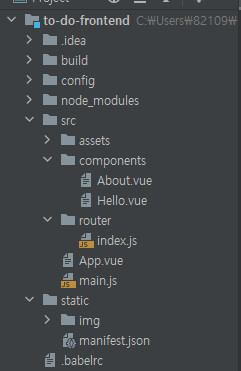 Project
to-do-frontend C:₩Users₩82109₩
.idea
build
config
node_modules
src
assets
components
About.vue
Hello.vue
router
index.js
App.vue
main.js
static
img
manifest.json
.babelrc